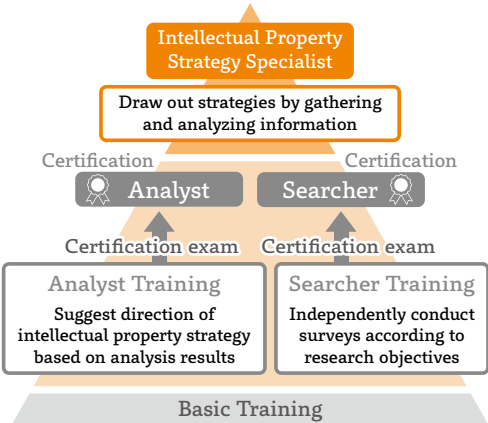 Intellectual Property
Strategy Specialist
Draw out strategies by gathering
and analyzing information
Certification
Certification
Analyst
Searcher
Certification exam
Certification exam
Analyst Training
Suggest direction of
intellectual property strategy
based on analysis results
Searcher Training
Independently conduct
surveys according to
research objectives
Basic Training